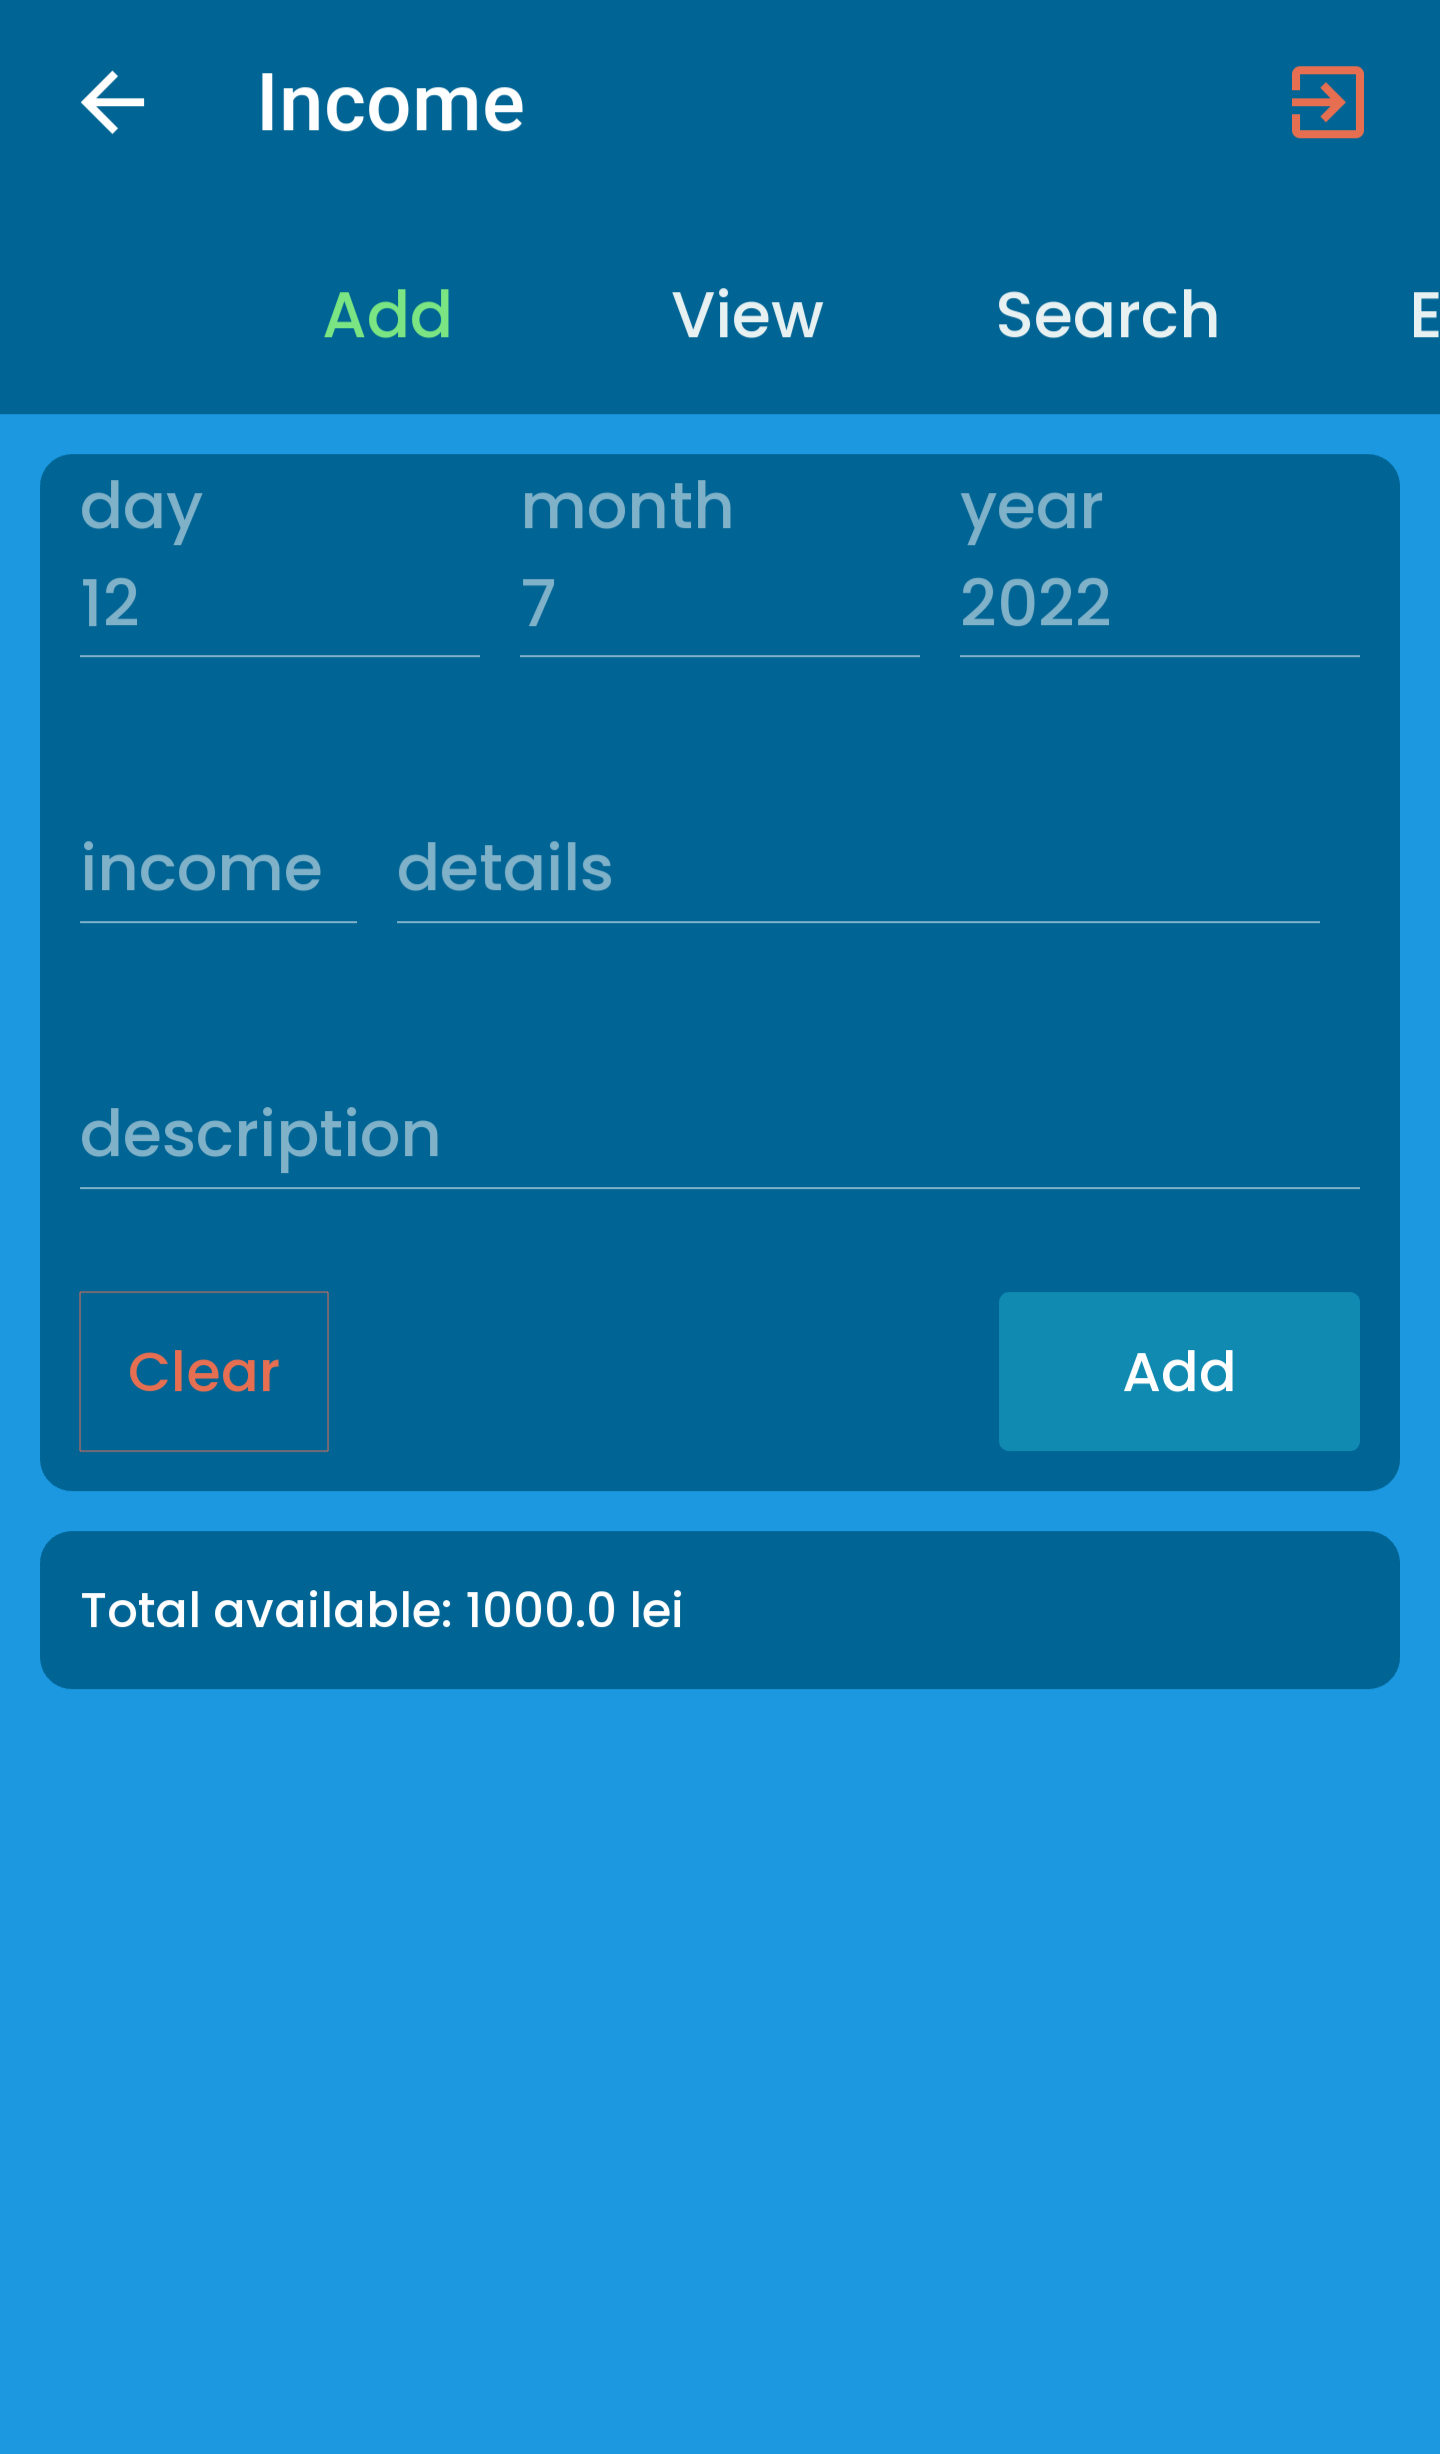 Income
Add View Search E
day month year
12 7 2022
income details
description
Clear Add
Total available: 1000.0 lei